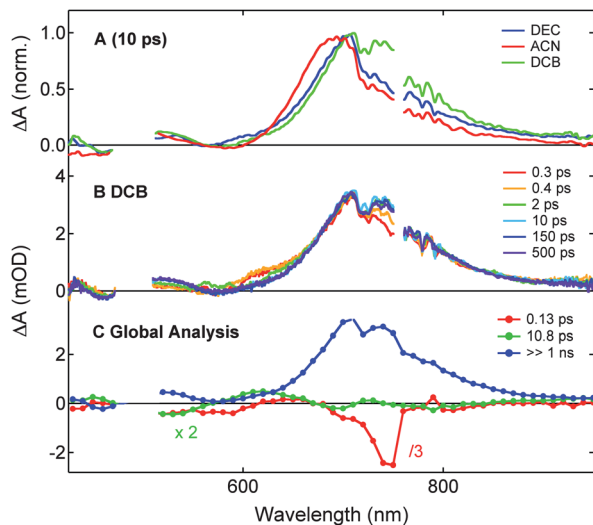 A (10 ps)
DEC
ACN
DCB
ΔA (norm.)
1.0
0.5
0.0
B DCB
0.3 ps
0.4 ps
2 ps
10 ps
150 ps
500 ps
ΔA (mOD)
4
2
0
C Global Analysis
0.13 ps
10.8 ps
>> 1 ns
2
0
-2
x 2
/3
600
800
Wavelength (nm)